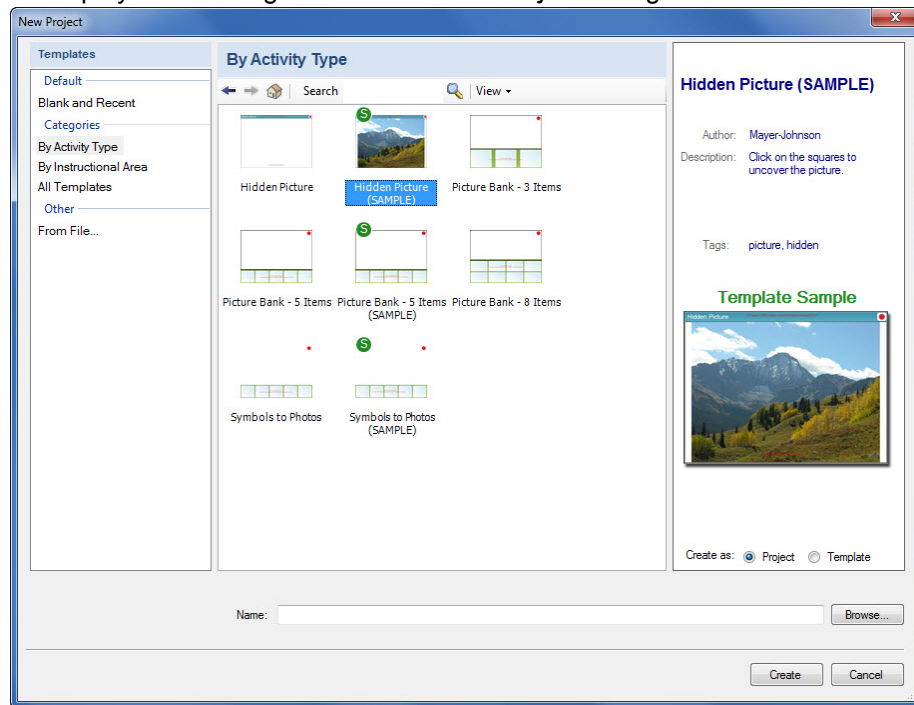 New Project
Templates
Default
Blank and Recent
Categories
By Activity Type
By Instructional Area
All Templates
Other
From File...
By Activity Type
Search
View
S
Hidden Picture
Hidden Picture
(SAMPLE)
Picture Bank - 3 Items
S
Picture Bank - 5 Items
Picture Bank - 5 Items
(SAMPLE)
Picture Bank - 8 Items
S
Symbols to Photos
Symbols to Photos
(SAMPLE)
Hidden Picture (SAMPLE)
Author: Mayer-Johnson
Description: Click on the squares to
uncover the picture.
Tags: picture, hidden
Template Sample
Hidden Picture
Create as: Project Template
Name: Browse...
Create Cancel